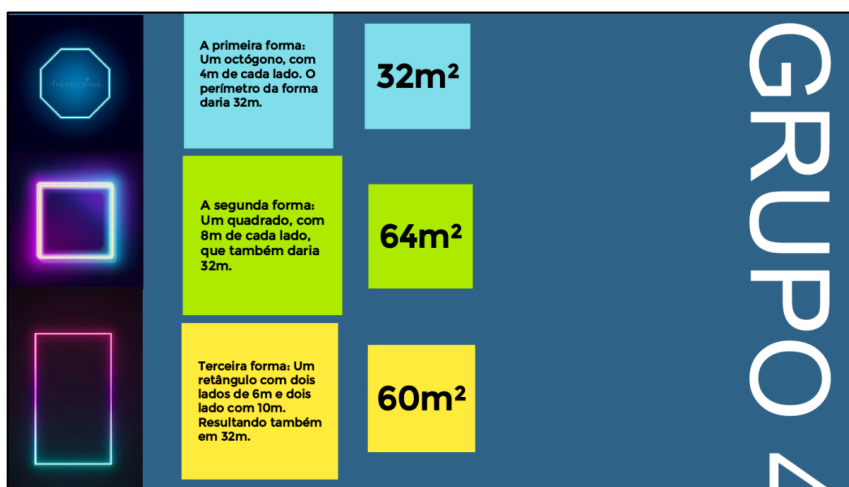 A primeira forma:
Um octógono, com
4m de cada lado. O
perímetro da forma
daria 32m.
32m²
A segunda forma:
Um quadrado, com
8m de cada lado,
que também daria
32m.
64m²
Terceira forma: Um
retângulo com dois
lados de 6m e dois
lado com 10m.
Resultando também
em 32m.
60m²
GRUPO 4